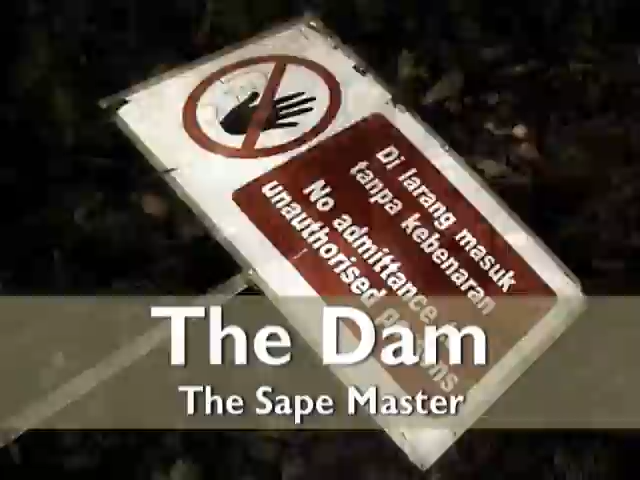 Di larang masuk
tanpa kebenaran
No admittance
unauthorised
The Dam
The Sape Master